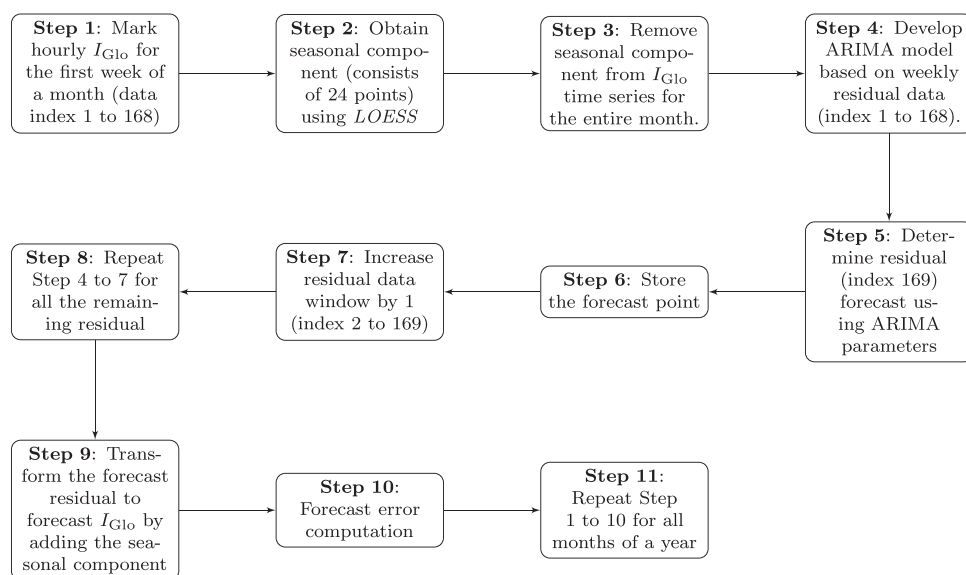 Step 1: Mark
hourly I_Glo for
the first week of
a month (data
index 1 to 168)
Step 2: Obtain
seasonal compo-
nent (consists
of 24 points)
using LOESS
Step 3: Remove
seasonal compo-
nent from I_Glo
time series for
the entire month.
Step 4: Develop
ARIMA model
based on weekly
residual data
(index 1 to 168).
Step 5: Deter-
mine residual
(index 169)
forecast us-
ing ARIMA
parameters
Step 6: Store
the forecast point
Step 7: Increase
residual data
window by 1
(index 2 to 169)
Step 8: Repeat
Step 4 to 7 for
all the remain-
ing residual
Step 9: Trans-
form the forecast
residual to
forecast I_Glo by
adding the sea-
sonal component
Step 10:
Forecast error
computation
Step 11:
Repeat Step
1 to 10 for all
months of a year